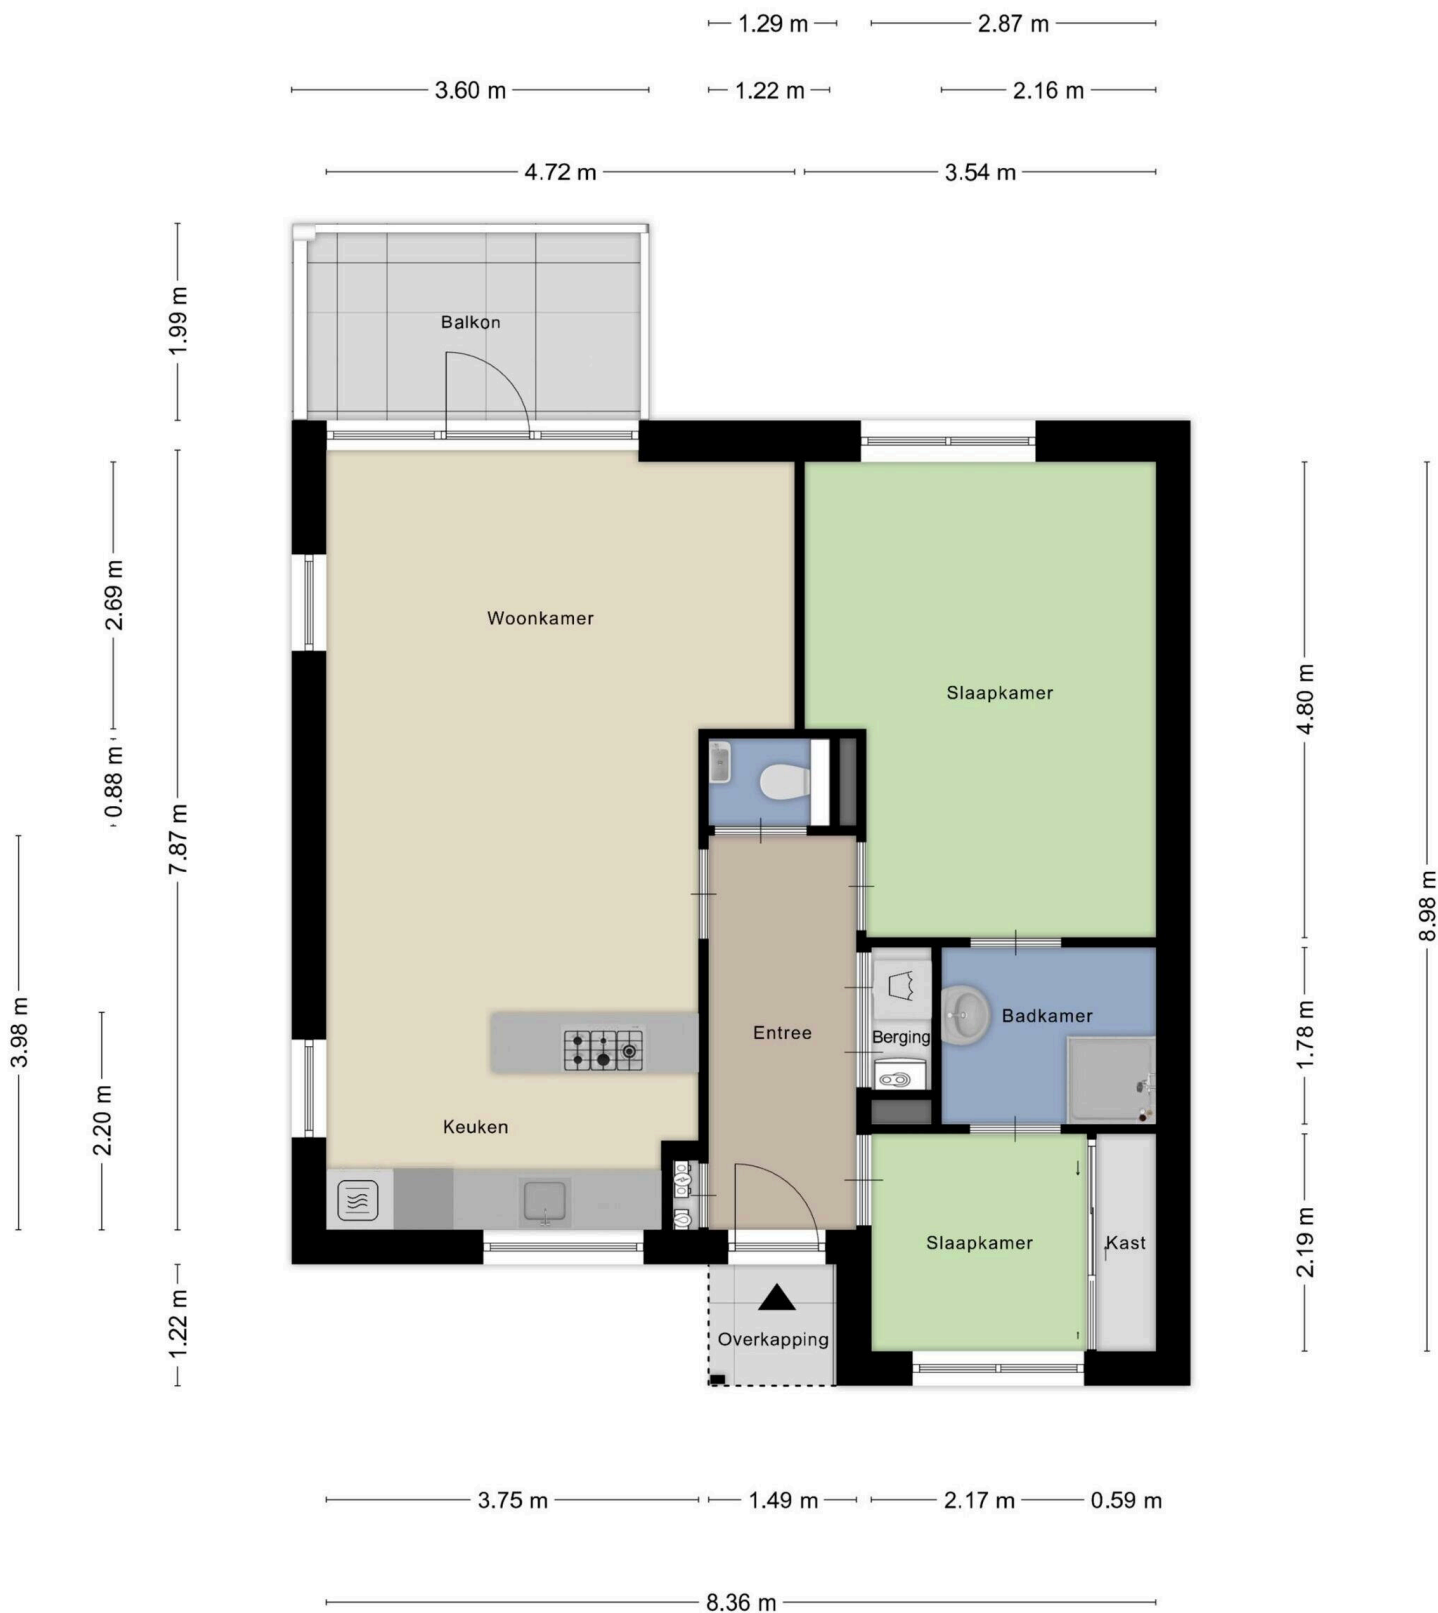 1.29 m
2.87 m
3.60 m
1.22 m
2.16 m
4.72 m
3.54 m
1.99 m
Balkon
2.69 m
Woonkamer
4.80 m
Slaapkamer
0.88 m
7.87 m
8.98 m
3.98 m
Entree
Berging
Badkamer
1.78 m
2.20 m
Keuken
2.19 m
Slaapkamer
Kast
1.22 m
Overkapping
3.75 m
1.49 m
2.17 m
0.59 m
8.36 m